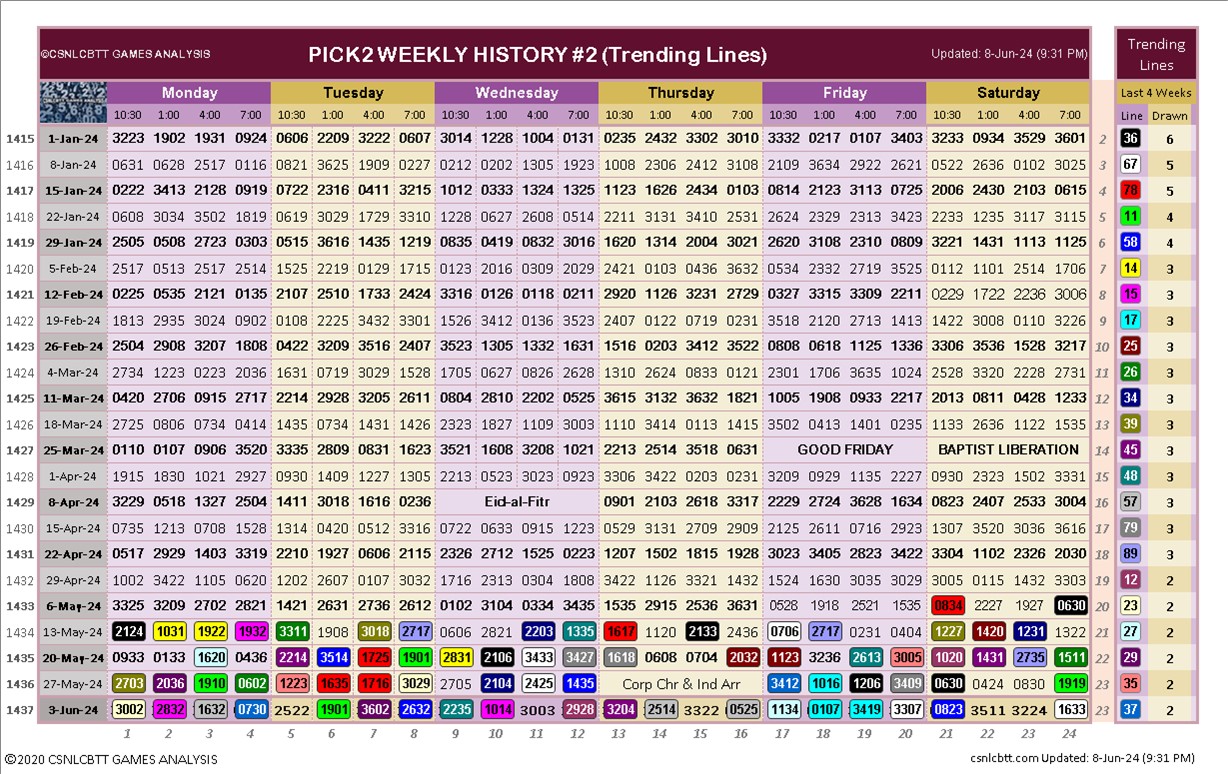 ©CSNLCBTT GAMES ANALYSIS PICK2 WEEKLY HISTORY #2 (Trending Lines) Updated: 8-Jun-24 (9:31 PM) Trending Lines
Monday Tuesday Wednesday Thursday Friday Saturday Last 4 Weeks
10:30 1:00 4:00 7:00 10:30 1:00 4:00 7:00 10:30 1:00 4:00 7:00 10:30 1:00 4:00 7:00 10:30 1:00 4:00 7:00 10:30 1:00 4:00 7:00 Line Drawn
1415 1-Jan-24 3223 1902 1931 0924 0606 2209 3222 0607 3014 1228 1004 0131 0235 2432 3302 3010 3332 0217 0107 3403 3233 0934 3529 3601 2 36 6
1416 8-Jan-24 0631 0628 2517 0116 0821 3625 1909 0227 0212 0202 1305 1923 1008 2306 2412 3108 2109 3634 2922 2621 0522 2636 0102 3025 3 67 5
1417 15-Jan-24 0222 3413 2128 0919 0722 2316 0411 3215 1012 0333 1324 1325 1123 1626 2434 0103 0814 2123 3113 0725 2006 2430 2103 0615 4 78 5
1418 22-Jan-24 0608 3034 3502 1819 0619 3029 1729 3310 1228 0627 2608 0514 2211 3131 3410 2531 2624 2329 2313 3423 2233 1235 3117 3115 5 11 4
1419 29-Jan-24 2505 0508 2723 0303 0515 3616 1435 1219 0835 0419 0832 3016 1620 1314 2004 3021 2620 3108 2310 0809 3221 1431 1113 1125 6 58 4
1420 5-Feb-24 2517 0513 2517 2514 1525 2219 0129 1715 0123 2016 0309 2029 2421 0103 0436 3632 0534 2332 2719 3525 0112 1101 2514 1706 7 14 3
1421 12-Feb-24 0225 0535 2121 0135 2107 2510 1733 2424 3316 0126 0118 0211 2920 1126 3231 2729 0327 3315 3309 2211 0229 1722 2236 3006 8 15 3
1422 19-Feb-24 1813 2935 3024 0902 0108 2225 3432 3301 1526 3412 0136 3523 2407 0122 0719 0231 3518 2120 2713 1413 1422 3008 0110 3226 9 17 3
1423 26-Feb-24 2504 2908 3207 1808 0422 3209 3516 2407 3523 1305 1332 1631 1516 0203 3412 3522 0808 0618 1125 1336 3306 3536 1528 3217 10 25 3
1424 4-Mar-24 2734 1223 0223 2036 1631 0719 3029 1528 1705 0627 0826 2628 1310 2624 0833 0121 2301 1706 3635 1024 2528 3320 2228 2731 11 26 3
1425 11-Mar-24 0420 2706 0915 2717 2214 2928 3205 2611 0804 2810 2202 0525 3615 3132 3632 1821 1005 1908 0933 2217 2013 0811 0428 1233 12 34 3
1426 18-Mar-24 2725 0806 0734 0414 1435 0734 1431 1426 2323 1827 1109 3003 1110 3414 0113 1415 3502 0413 1401 0235 1133 2636 1122 1535 13 39 3
1427 25-Mar-24 0110 0107 0906 3520 3335 2809 0831 1623 3521 1608 3208 1021 2213 2514 3518 0631 GOOD FRIDAY BAPTIST LIBERATION 14 45 3
1428 1-Apr-24 1915 1830 1021 2927 0930 1409 1227 1305 2213 0523 3023 0923 3306 3422 0203 0231 3209 0929 1135 2227 0930 2323 1502 3331 15 48 3
1429 8-Apr-24 3229 0518 1327 2504 1411 3018 1616 0236 Eid-al-Fitr 0901 2103 2618 3317 2229 2724 3628 1634 0823 2407 2533 3004 16 57 3
1430 15-Apr-24 0735 1213 0708 1528 1314 0420 0512 3316 0722 0633 0915 1223 0529 3131 2709 2909 2125 2611 0716 2923 1307 3520 3036 3616 17 79 3
1431 22-Apr-24 0517 2929 1403 3319 2210 1927 0606 2115 2326 2712 1525 0223 1207 1502 1815 1928 3023 3405 2823 3422 3304 1102 2326 2030 18 89 3
1432 29-Apr-24 1002 3422 1105 0620 1202 2607 0107 3032 1716 2313 0304 1808 3422 1126 3321 1432 1524 1630 3035 3029 3005 0115 1432 3303 19 12 2
1433 6-May-24 3325 3209 2702 2821 1421 2631 2736 2612 0102 3104 0334 3435 1535 2915 2536 3631 0528 1918 2521 1535 0834 2227 1927 0630 20 23 2
1434 13-May-24 2124 1031 1922 1932 3311 1908 3018 2717 0606 2821 2203 1335 1617 1120 2133 2436 0706 2717 0231 0404 1227 1420 1231 1322 21 27 2
1435 20-May-24 0933 0133 1620 0436 2214 3514 1725 1901 2831 2106 3433 3427 1618 0608 0704 2032 1123 3236 2613 3005 1020 1431 2735 1511 22 29 2
1436 27-May-24 2703 2036 1910 0602 1223 1635 1716 3029 2705 2104 2425 1435 Corp Chr & Ind Arr 3412 1016 1206 3409 0630 0424 0830 1919 23 35 2
1437 3-Jun-24 3002 2832 1632 0730 2522 1901 3602 2632 2235 1014 3003 2928 3204 2514 3322 0525 1134 0107 3419 3307 0823 3511 3224 1633 23 37 2
1 2 3 4 5 6 7 8 9 10 11 12 13 14 15 16 17 18 19 20 21 22 23 24
©2020 CSNLCBTT GAMES ANALYSIS csnlcbtt.com Updated: 8-Jun-24 (9:31 PM)